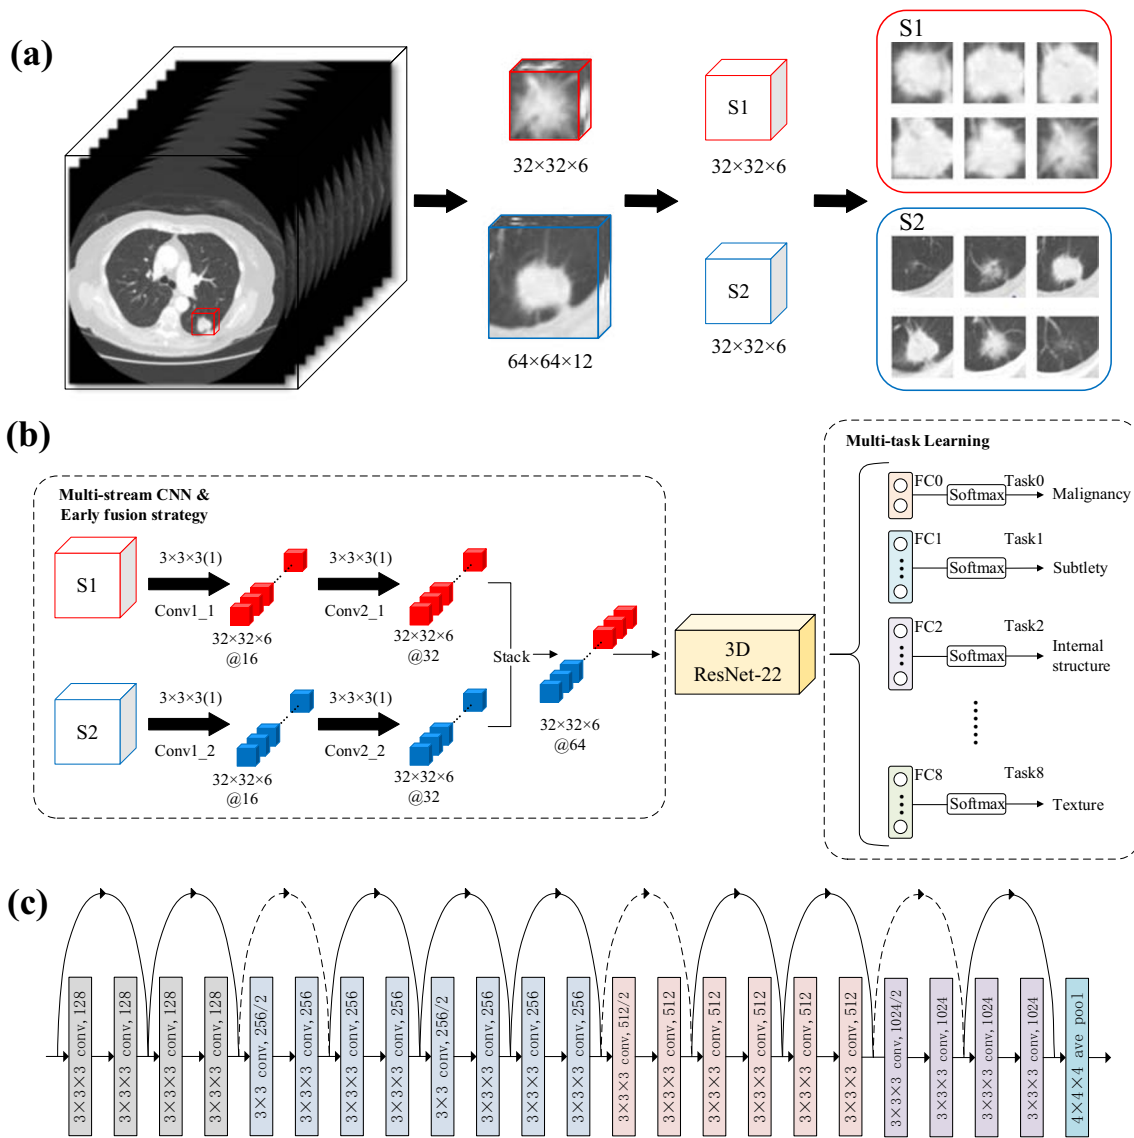 (a)
S1
S1
32×32×6
32×32×6
S2
S2
64×64×12
32×32×6
(b)
Multi-task Learning
Multi-stream CNN &
Early fusion strategy
S1
3×3×3(1)
Conv1_1
32×32×6
@16
3×3×3(1)
Conv2_1
32×32×6
@32
S2
3×3×3(1)
Conv1_2
32×32×6
@16
3×3×3(1)
Conv2_2
32×32×6
@32
Stack
32×32×6
@64
3D
ResNet-22
FC0
Softmax
Task0
Malignancy
FC1
Softmax
Task1
Subtlety
FC2
Softmax
Task2
Internal
structure
FC8
Softmax
Task8
Texture
(c)
3×3×3 conv, 128
3×3×3 conv, 128
3×3×3 conv, 128
3×3×3 conv, 128
3×3×3 conv, 256/2
3×3×3 conv, 256
3×3×3 conv, 256
3×3×3 conv, 256
3×3×3 conv, 256/2
3×3×3 conv, 256
3×3×3 conv, 256
3×3×3 conv, 256
3×3×3 conv, 512/2
3×3×3 conv, 512
3×3×3 conv, 512
3×3×3 conv, 512
3×3×3 conv, 512
3×3×3 conv, 512
3×3×3 conv, 1024/2
3×3×3 conv, 1024
3×3×3 conv, 1024
3×3×3 conv, 1024
4×4×4 ave pool